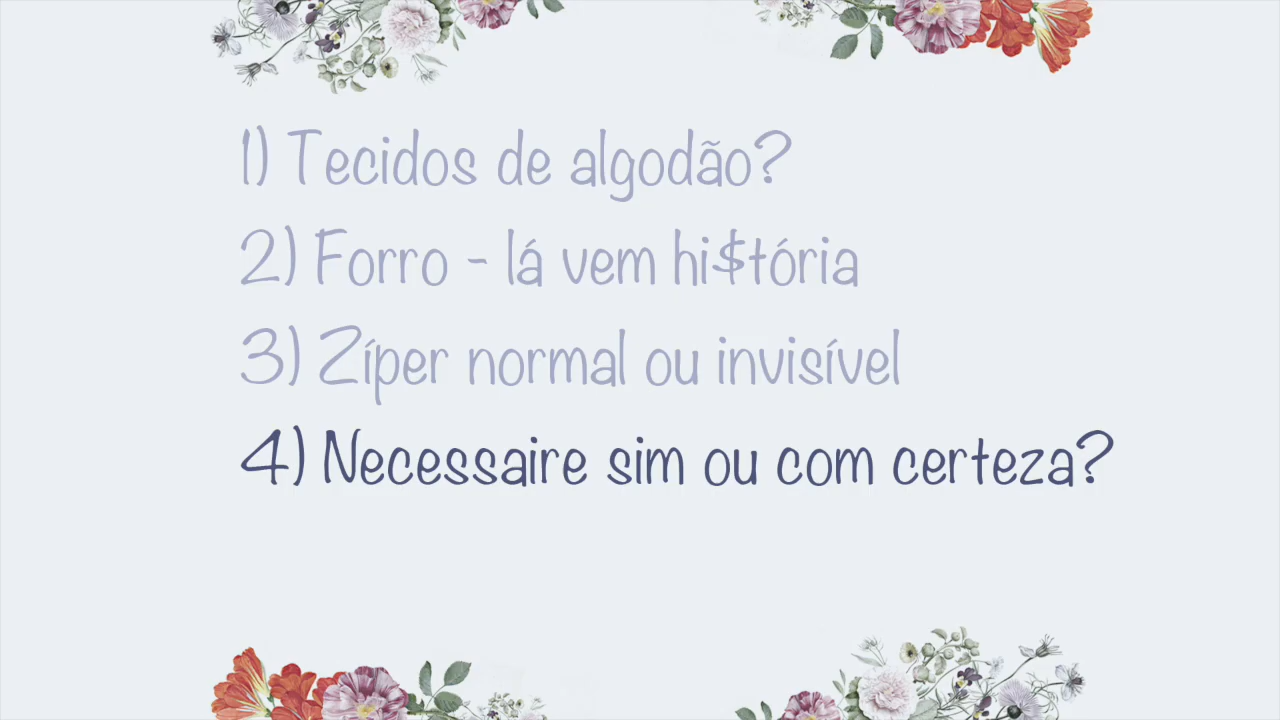 1) Tecidos de algodão?
2) Forro - lá vem hi$tória
3) Zíper normal ou invisível
4) Necessaire sim ou com certeza?